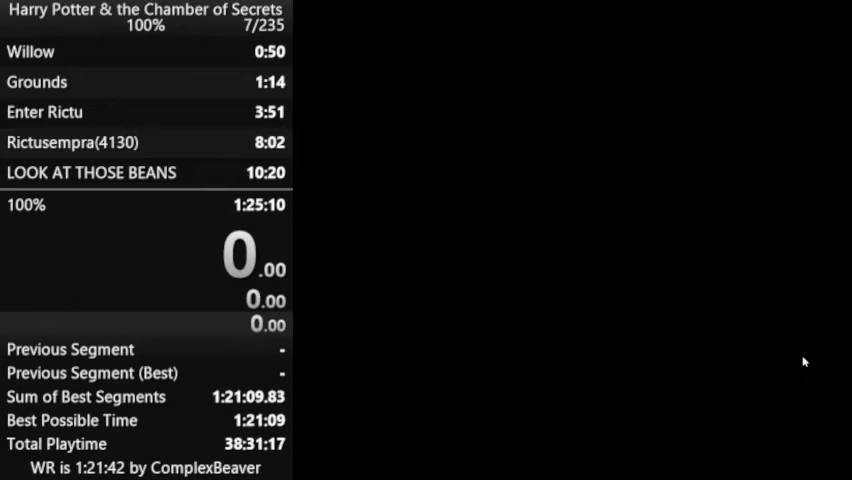 Harry Potter & the Chamber of Secrets
100% 7/235
Willow 0:50
Grounds 1:14
Enter Rictu 3:51
Rictusempra(4130) 8:02
LOOK AT THOSE BEANS 10:20
100% 1:25:10
0.00
0.00
0.00
Previous Segment -
Previous Segment (Best) -
Sum of Best Segments 1:21:09.83
Best Possible Time 1:21:09
Total Playtime 38:31:17
WR is 1:21:42 by ComplexBeaver